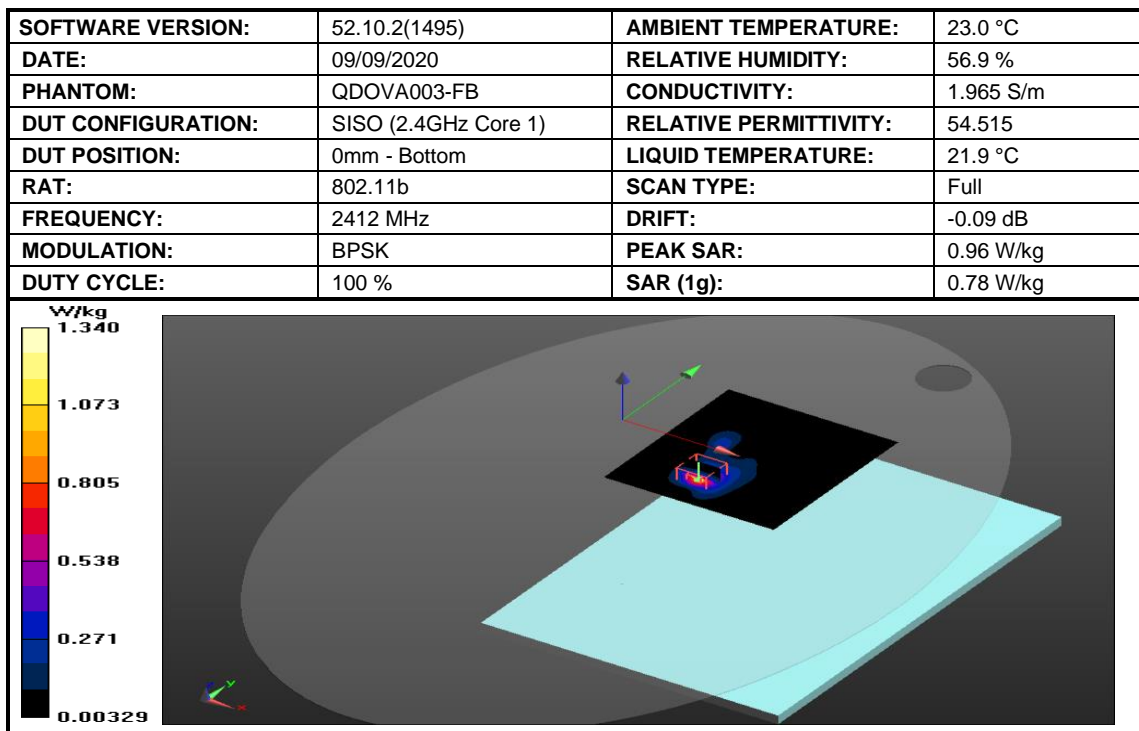 SOFTWARE VERSION: 52.10.2(1495) AMBIENT TEMPERATURE: 23.0 °C
DATE: 09/09/2020 RELATIVE HUMIDITY: 56.9 %
PHANTOM: QDOVA003-FB CONDUCTIVITY: 1.965 S/m
DUT CONFIGURATION: SISO (2.4GHz Core 1) RELATIVE PERMITTIVITY: 54.515
DUT POSITION: 0mm - Bottom LIQUID TEMPERATURE: 21.9 °C
RAT: 802.11b SCAN TYPE: Full
FREQUENCY: 2412 MHz DRIFT: -0.09 dB
MODULATION: BPSK PEAK SAR: 0.96 W/kg
DUTY CYCLE: 100 % SAR (1g): 0.78 W/kg
W/kg
1.340
1.073
0.805
0.538
0.271
0.00329
z
y
x